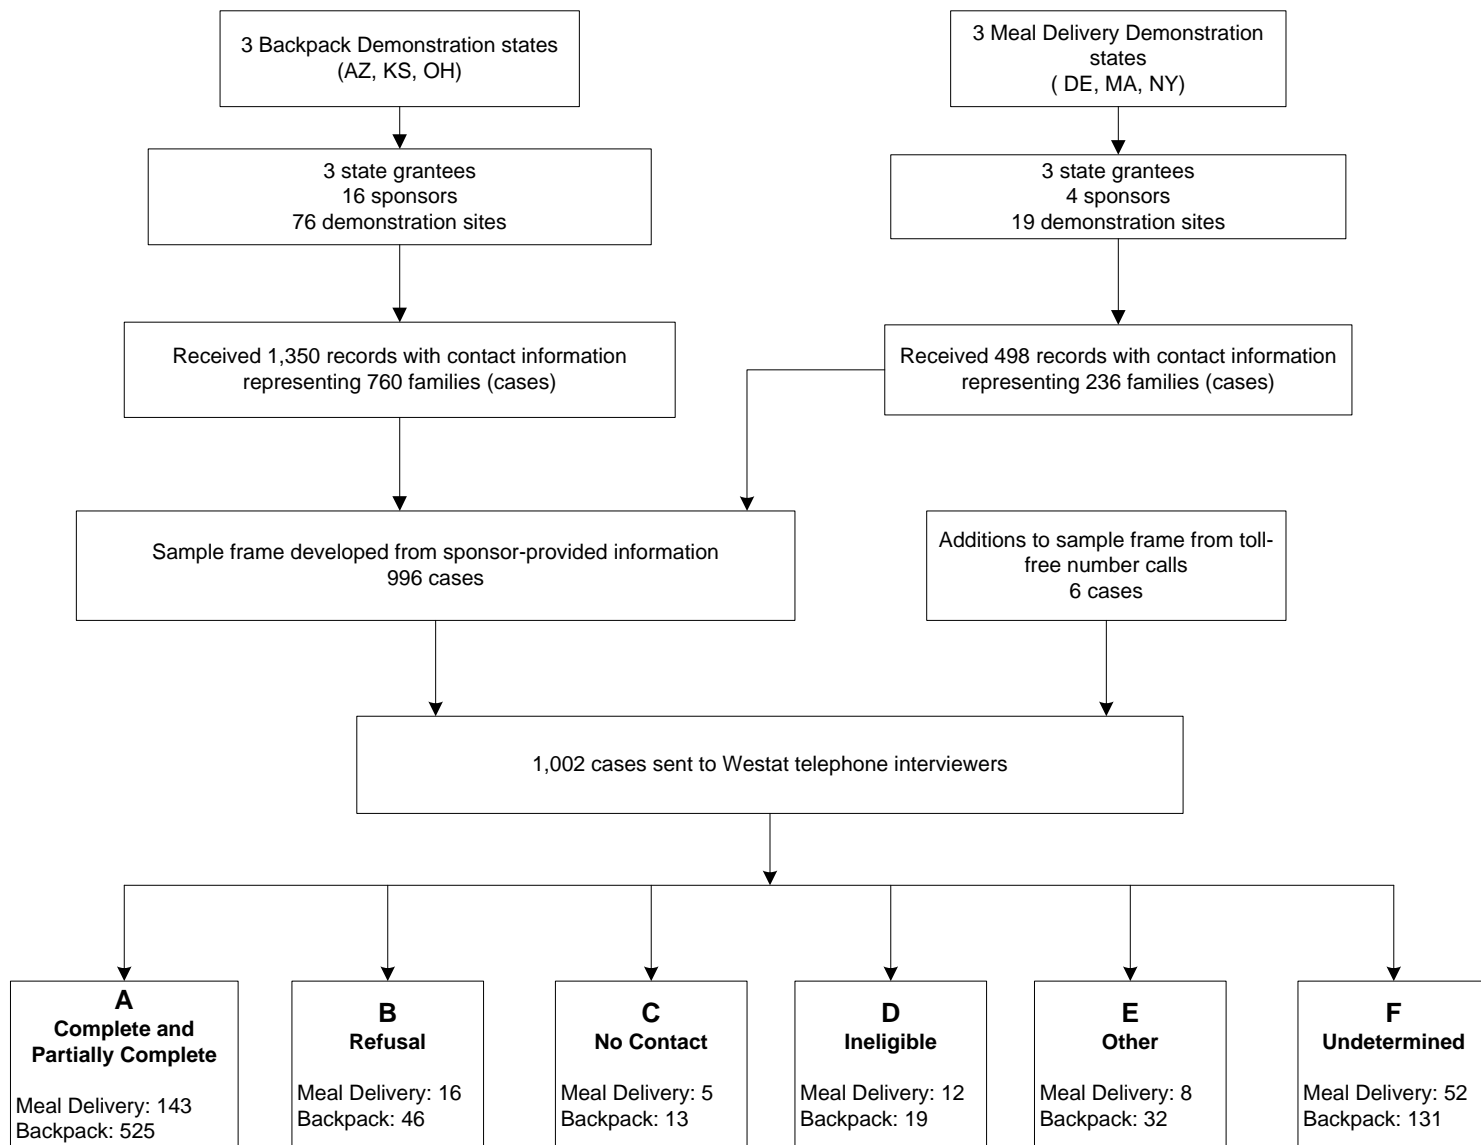 3 Backpack Demonstration states
(AZ, KS, OH)
3 Meal Delivery Demonstration
states
( DE, MA, NY)
3 state grantees
16 sponsors
76 demonstration sites
3 state grantees
4 sponsors
19 demonstration sites
Received 1,350 records with contact information
representing 760 families (cases)
Received 498 records with contact information
representing 236 families (cases)
Sample frame developed from sponsor-provided information
996 cases
Additions to sample frame from toll-
free number calls
6 cases
1,002 cases sent to Westat telephone interviewers
A
Complete and
Partially Complete
Meal Delivery: 143
Backpack: 525
B
Refusal
Meal Delivery: 16
Backpack: 46
C
No Contact
Meal Delivery: 5
Backpack: 13
D
Ineligible
Meal Delivery: 12
Backpack: 19
E
Other
Meal Delivery: 8
Backpack: 32
F
Undetermined
Meal Delivery: 52
Backpack: 131